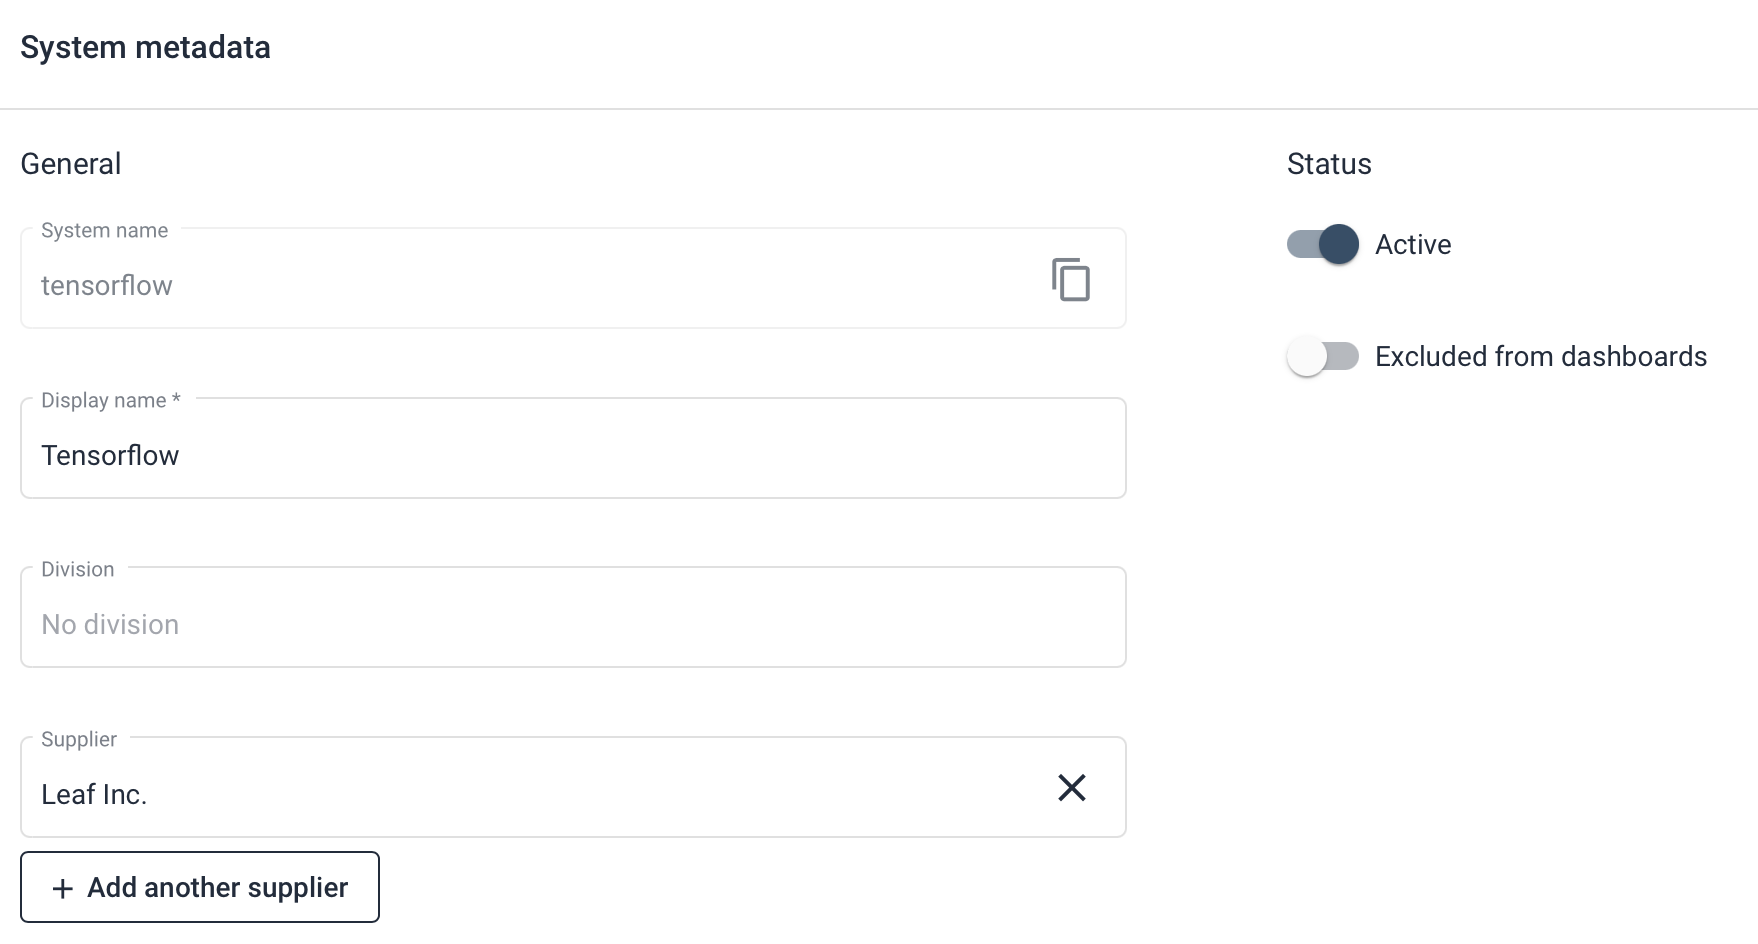 System metadata
General
System name
tensorflow
Display name *
Tensorflow
Division
No division
Supplier
Leaf Inc.
Add another supplier
Status
Active
Excluded from dashboards